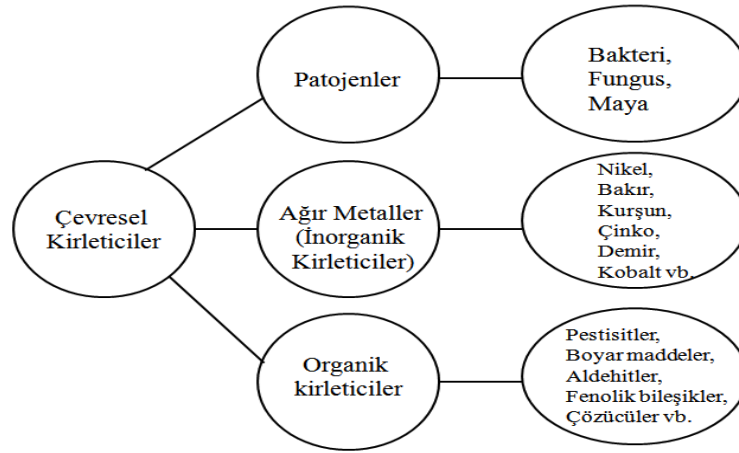 Çevresel
Kirleticiler
Patojenler
Bakteri,
Fungus,
Maya
Ağır Metaller
(İnorganik
Kirleticiler)
Nikel,
Bakır,
Kurşun,
Çinko,
Demir,
Kobalt vb.
Organik
kirleticiler
Pestisitler,
Boyar maddeler,
Aldehitler,
Fenolik bileşikler,
Çözücüler vb.